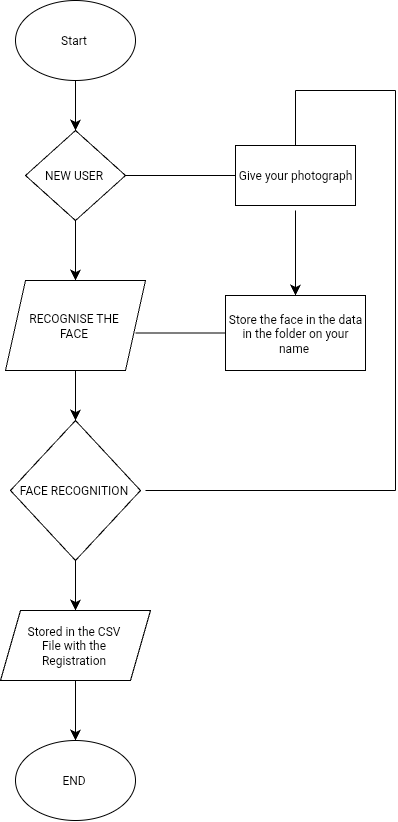 Start
NEW USER
Give your photograph
RECOGNISE THE
FACE
Store the face in the data
in the folder on your
name
FACE RECOGNITION
Stored in the CSV
File with the
Registration
END